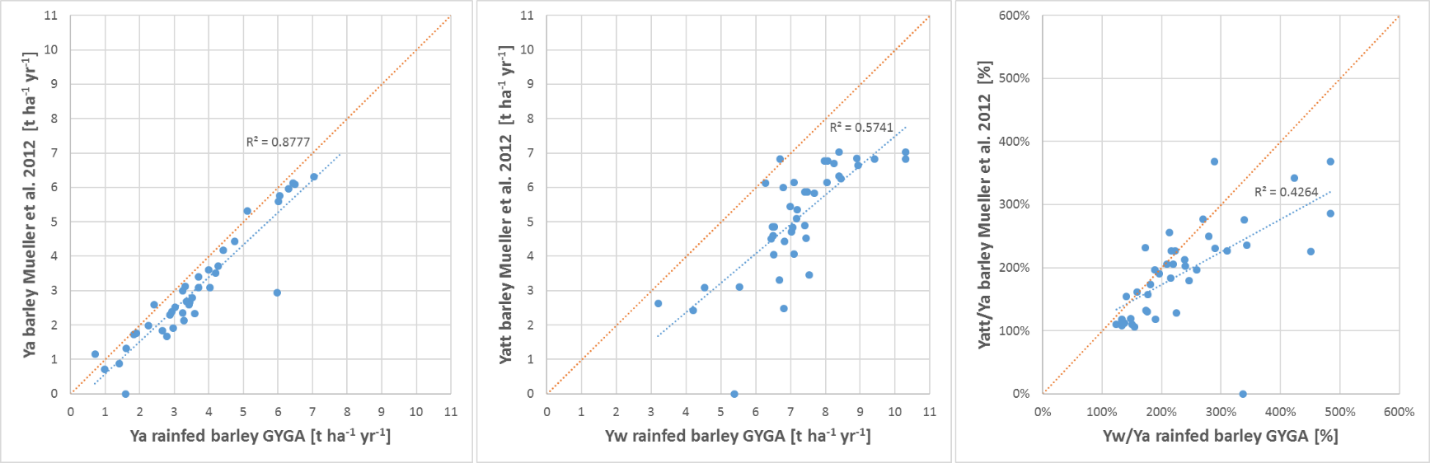 Ya barley Mueller et al. 2012 [t ha⁻¹ yr⁻¹]
11
10
9
8
7
6
5
4
3
2
1
0
R² = 0.8777
0 1 2 3 4 5 6 7 8 9 10 11
Ya rainfed barley GYGA [t ha⁻¹ yr⁻¹]
Yatt barley Mueller et al. 2012 [t ha⁻¹ yr⁻¹]
11
10
9
8
7
6
5
4
3
2
1
0
R² = 0.5741
0 1 2 3 4 5 6 7 8 9 10 11
Yw rainfed barley GYGA [t ha⁻¹ yr⁻¹]
Yatt/Ya barley Mueller et al. 2012 [%]
600%
500%
400%
300%
200%
100%
0%
R² = 0.4264
0% 100% 200% 300% 400% 500% 600%
Yw/Ya rainfed barley GYGA [%]